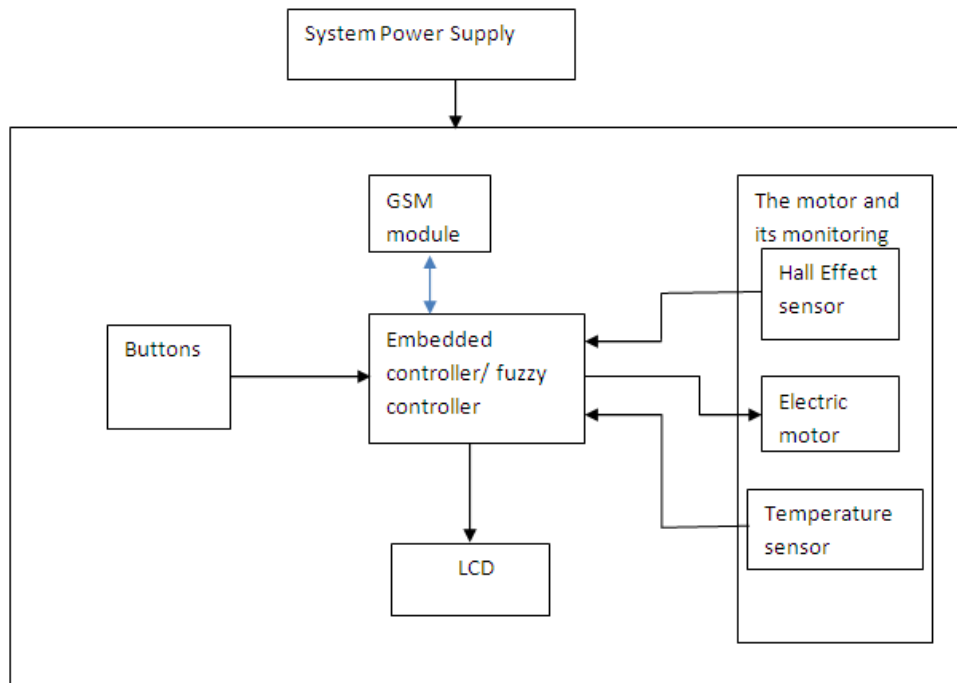 System Power Supply
GSM
module
The motor and
its monitoring
Hall Effect
sensor
Buttons
Embedded
controller/ fuzzy
controller
Electric
motor
Temperature
sensor
LCD